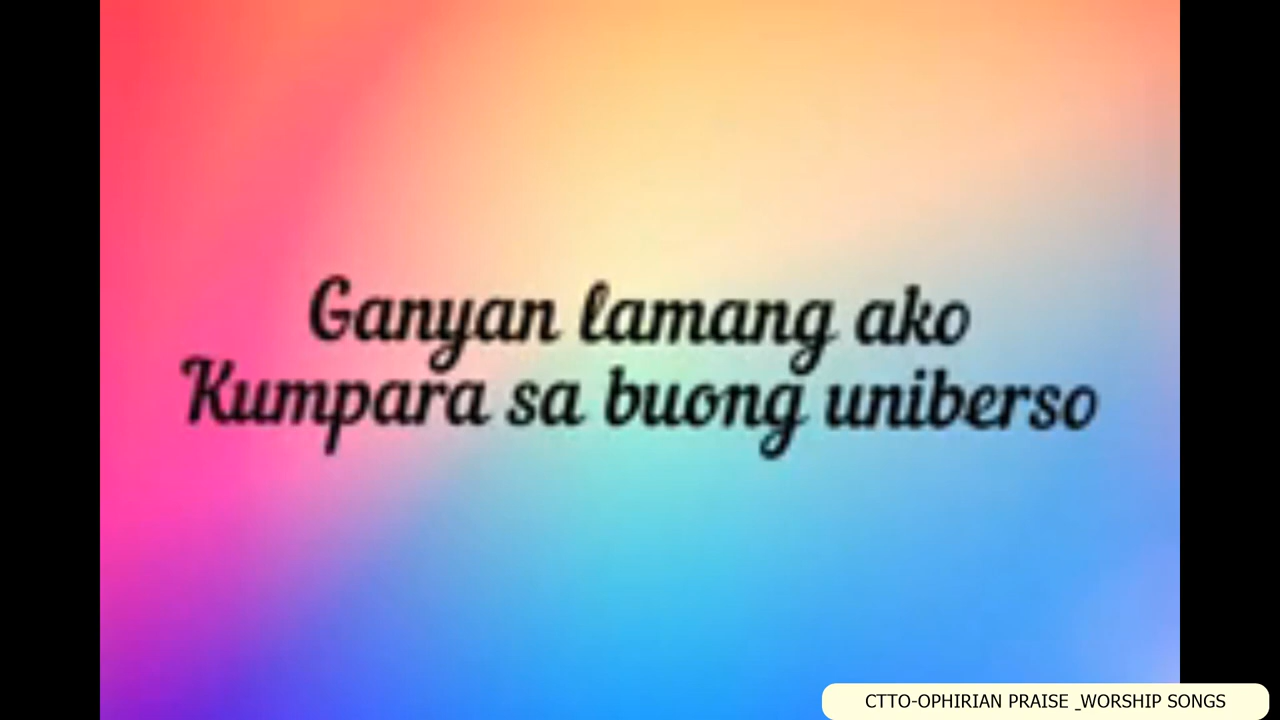 Ganyan lamang ako
Kumpara sa buong uniberso
CTTO-OPHIRIAN PRAISE _WORSHIP SONGS